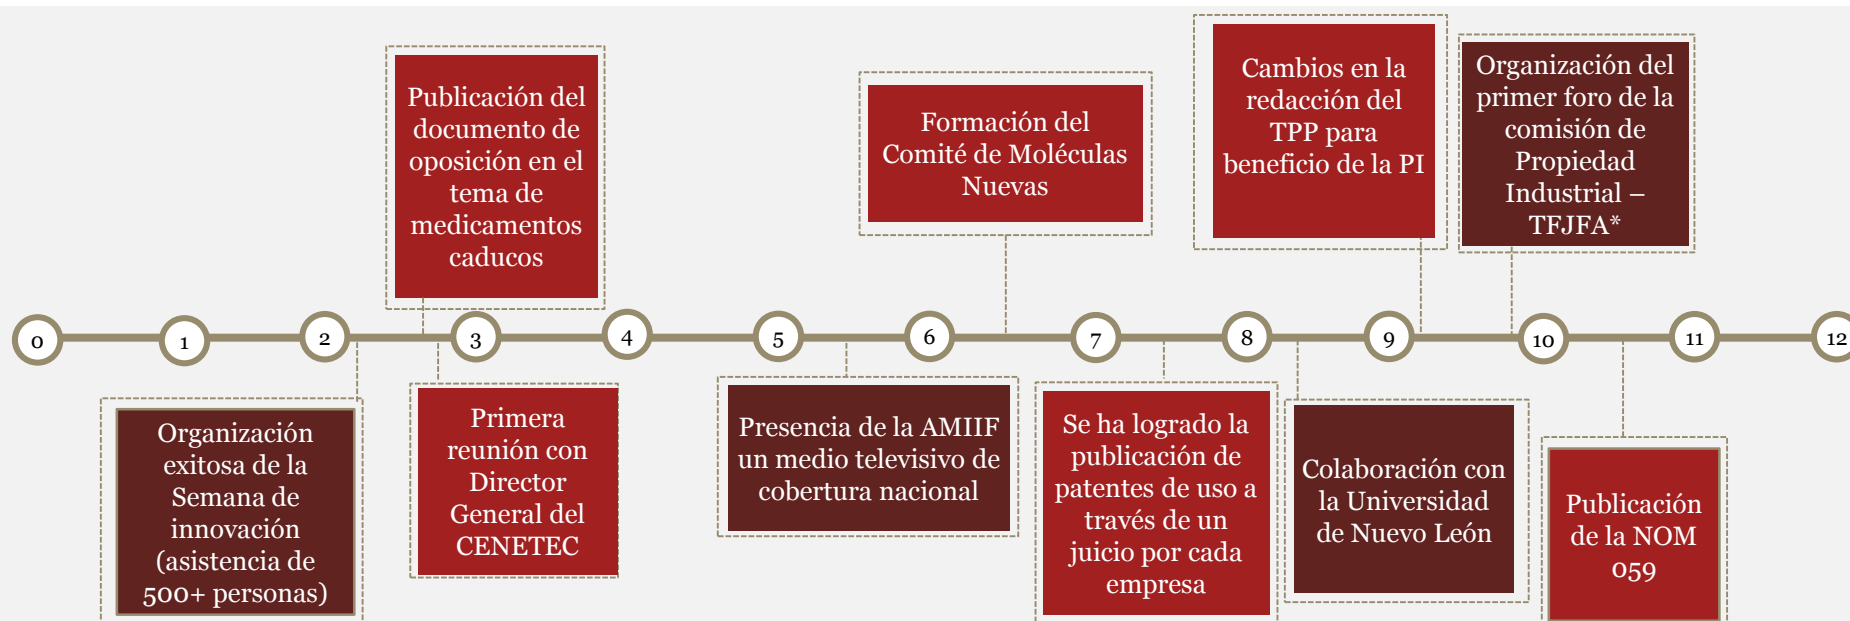 Publicación del
documento de
oposición en el
tema de
medicamentos
caducos
Formación del
Comité de Moléculas
Nuevas
Cambios en la
redacción del
TPP para
beneficio de la PI
Organización del
primer foro de la
comisión de
Propiedad
Industrial –
TFJFA*
0
1
2
3
4
5
6
7
8
9
10
11
12
Organización
exitosa de la
Semana de
innovación
(asistencia de
500+ personas)
Primera
reunión con
Director
General del
CENETEC
Presencia de la AMIIF
un medio televisivo de
cobertura nacional
Se ha logrado la
publicación de
patentes de uso a
través de un
juicio por cada
empresa
Colaboración con
la Universidad
de Nuevo León
Publicación
de la NOM
059